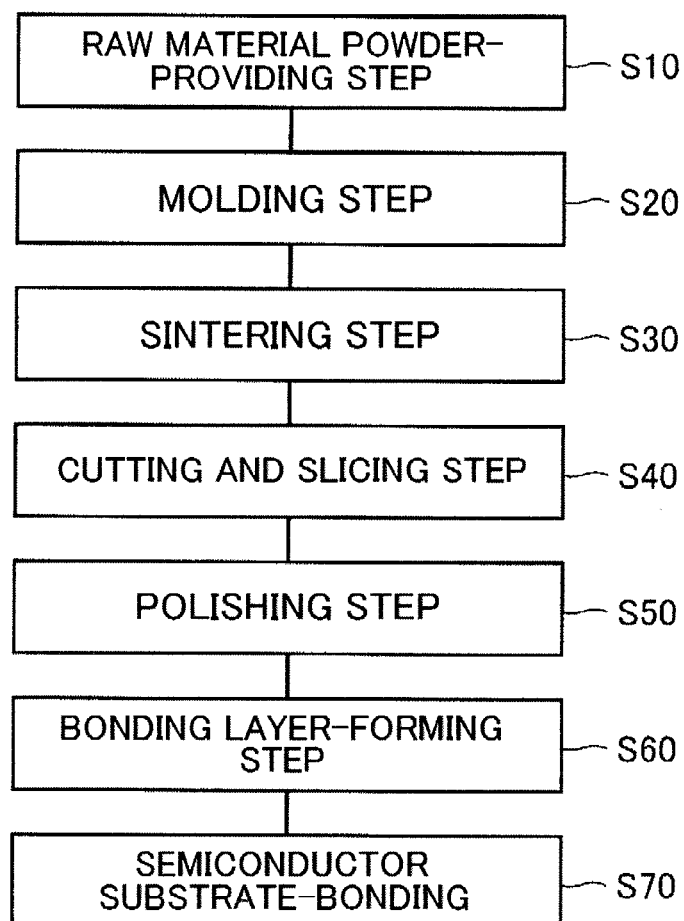 RAW MATERIAL POWDER-
PROVIDING STEP
S10
MOLDING STEP
S20
SINTERING STEP
S30
CUTTING AND SLICING STEP
S40
POLISHING STEP
S50
BONDING LAYER-FORMING
STEP
S60
SEMICONDUCTOR
SUBSTRATE-BONDING
S70